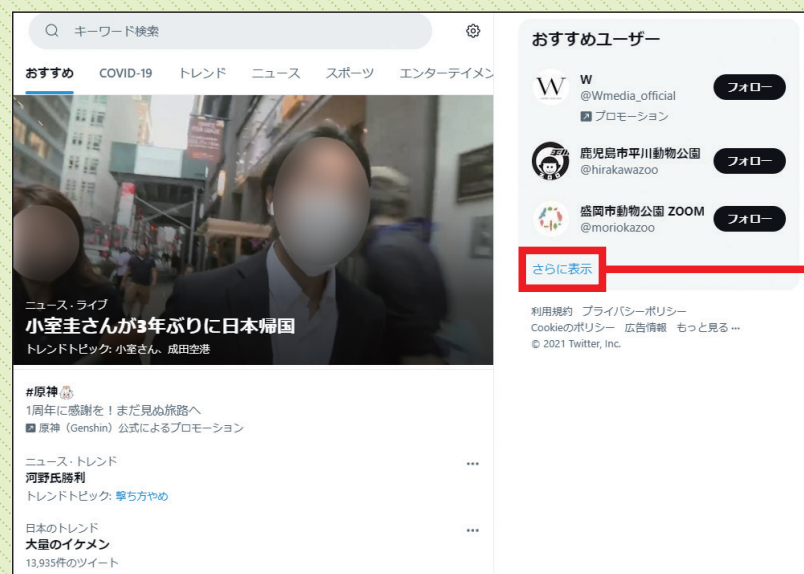 キーワード検索
おすすめ
COVID-19
トレンド
ニュース
スポーツ
エンターテイメン
ニュース · ライブ
小室圭さんが3年ぶりに日本帰国
トレンドトピック: 小室さん、成田空港
#原神
1周年に感謝を！まだ見ぬ旅路へ
原神（Genshin）公式によるプロモーション
ニュース · トレンド
河野氏勝利
トレンドトピック: 撃ち方やめ
日本のトレンド
大量のイケメン
13,935件のツイート
おすすめユーザー
W
W
@Wmedia_official
プロモーション
フォロー
鹿児島市平川動物公園
@hirakawazoo
フォロー
盛岡市動物公園 ZOOM
@moriokazoo
フォロー
さらに表示
利用規約 プライバシーポリシー
Cookieのポリシー 広告情報 もっと見る ···
© 2021 Twitter, Inc.